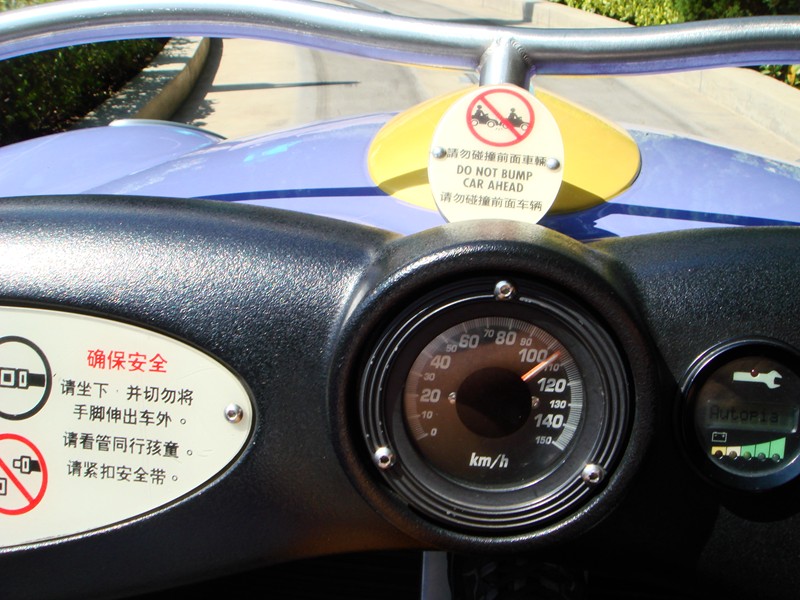 請勿碰撞前面車輛
DO NOT BUMP
CAR AHEAD
请勿碰撞前面车辆
确保安全
请坐下，并切勿将
手脚伸出车外。
请看管同行孩童。
请紧扣安全带。
0
10
20
30
40
50
60
70
80
90
100
110
120
130
140
150
km/h
Autopia